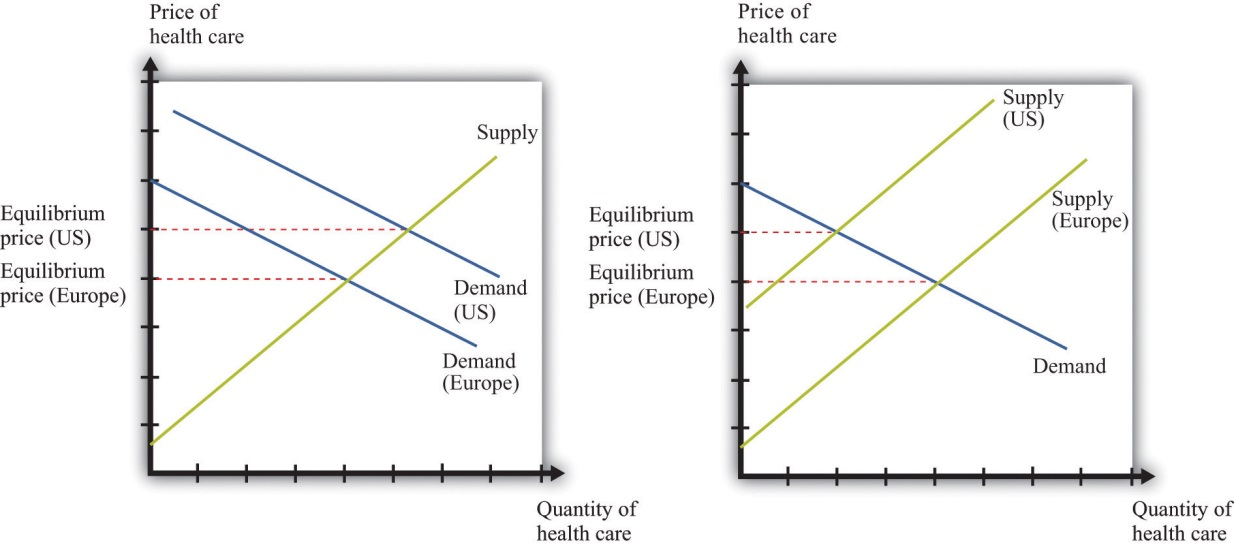 Price of
health care
Supply
Equilibrium
price (US)
Equilibrium
price (Europe)
Demand
(US)
Demand
(Europe)
Quantity of
health care
Price of
health care
Supply
(US)
Supply
(Europe)
Equilibrium
price (US)
Equilibrium
price (Europe)
Demand
Quantity of
health care